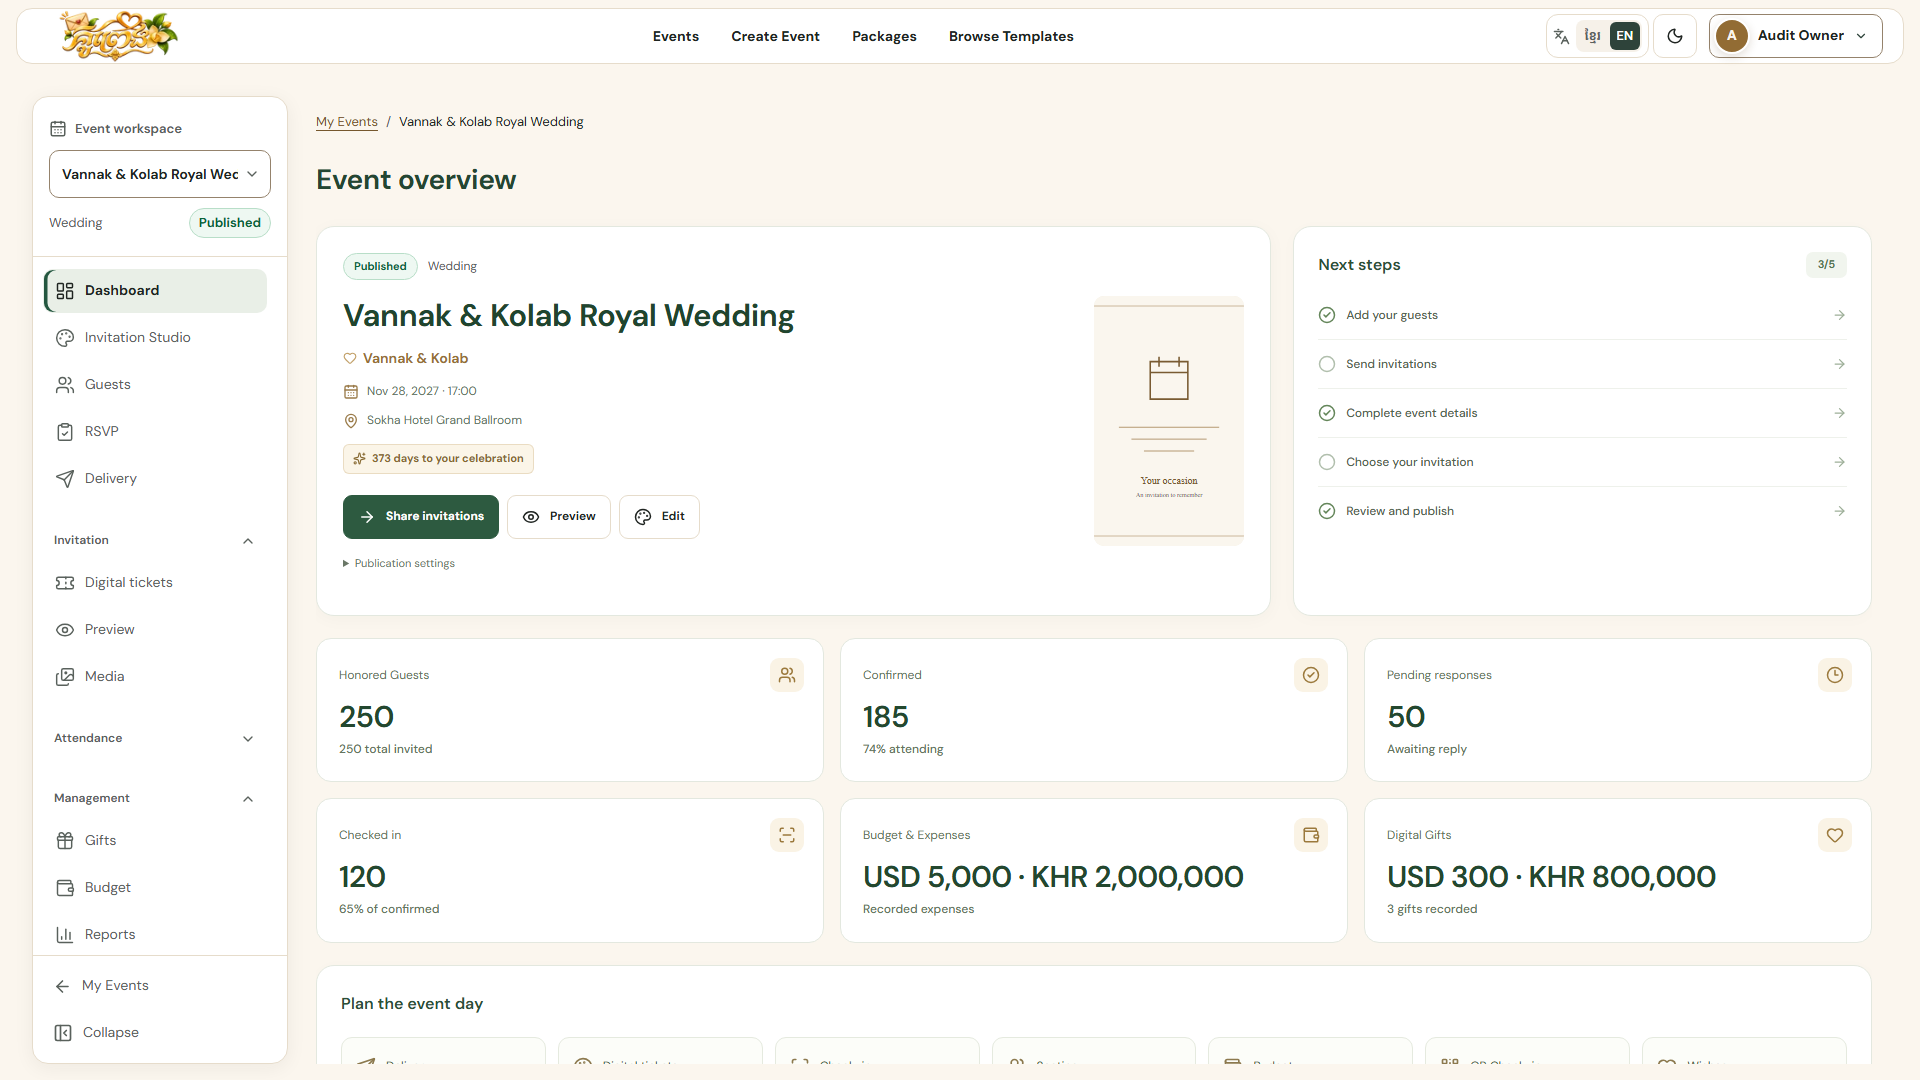 Events
Create Event
Packages
Browse Templates
ខ្មែរ
EN
A
Audit Owner
Event workspace
Vannak & Kolab Royal Wed
Wedding
Published
Dashboard
Invitation Studio
Guests
RSVP
Delivery
Invitation
Digital tickets
Preview
Media
Attendance
Management
Gifts
Budget
Reports
My Events
Collapse
My Events / Vannak & Kolab Royal Wedding
Event overview
Published
Wedding
Vannak & Kolab Royal Wedding
Vannak & Kolab
Nov 28, 2027 · 17:00
Sokha Hotel Grand Ballroom
373 days to your celebration
Share invitations
Preview
Edit
Publication settings
Your occasion
An invitation to remember
Next steps
3/5
Add your guests
Send invitations
Complete event details
Choose your invitation
Review and publish
Honored Guests
250
250 total invited
Confirmed
185
74% attending
Pending responses
50
Awaiting reply
Checked in
120
65% of confirmed
Budget & Expenses
USD 5,000 · KHR 2,000,000
Recorded expenses
Digital Gifts
USD 300 · KHR 800,000
3 gifts recorded
Plan the event day